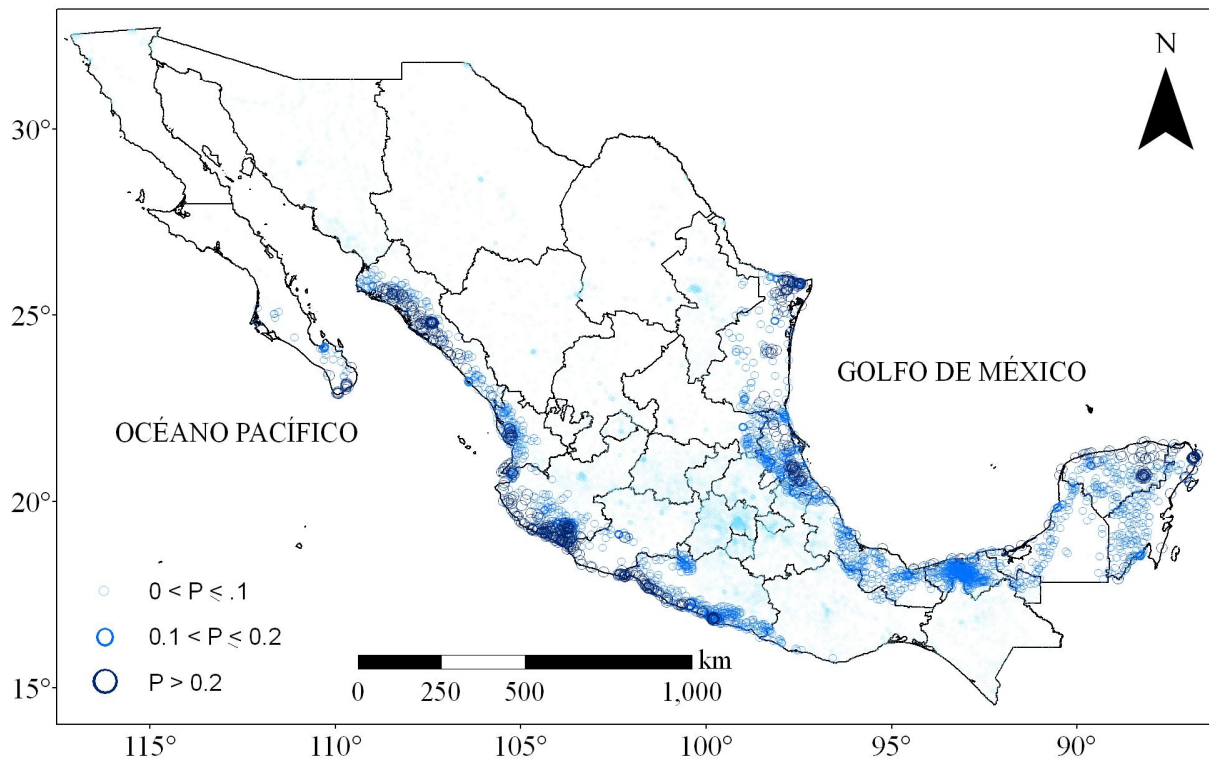 N
30°
25°
20°
15°
GOLFO DE MÉXICO
OCÉANO PACÍFICO
0 < P ≤ .1
0.1 < P ≤ 0.2
P > 0.2
km
0 250 500 1,000
115° 110° 105° 100° 95° 90°